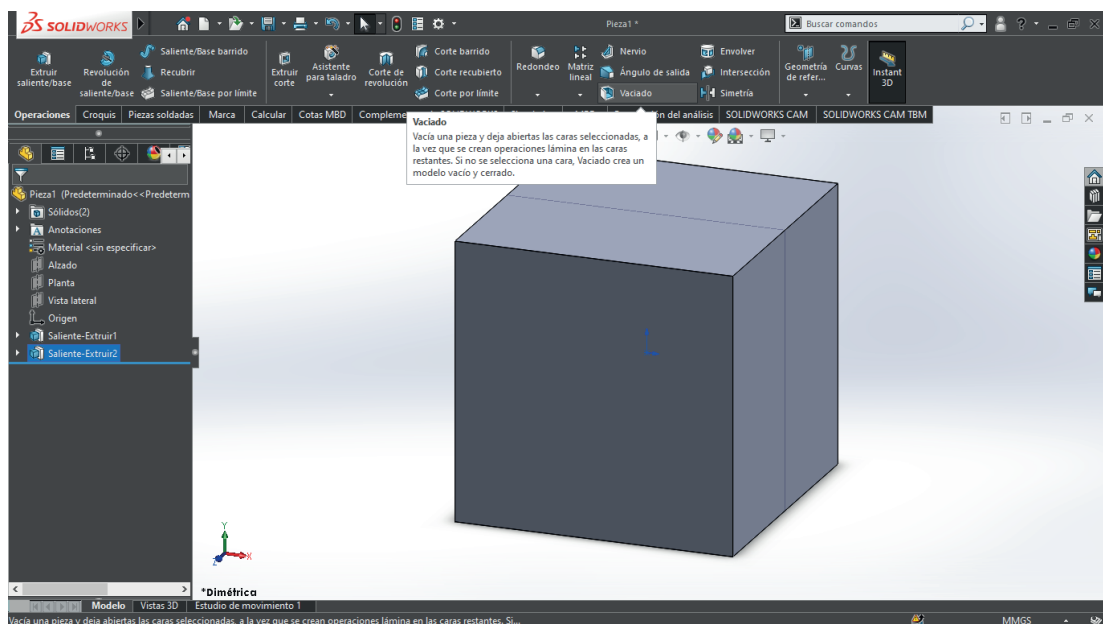 SOLIDWORKS
Pieza1 *
Buscar comandos
Extruir saliente/base
Revolución de saliente/base
Saliente/Base barrido
Recubrir
Saliente/Base por límite
Extruir corte
Asistente para taladro
Corte de revolución
Corte barrido
Corte recubierto
Corte por límite
Redondeo
Matriz lineal
Nervio
Ángulo de salida
Vaciado
Envolver
Intersección
Simetría
Geometría de refer...
Curvas
Instant 3D
Operaciones
Croquis
Piezas soldadas
Marca
Calcular
Cotas MBD
Compleme
ón del análisis
SOLIDWORKS CAM
SOLIDWORKS CAM TBM
Vaciado
Vacía una pieza y deja abiertas las caras seleccionadas, a
la vez que se crean operaciones lámina en las caras
restantes. Si no se selecciona una cara, Vaciado crea un
modelo vacío y cerrado.
Pieza1 (Predeterminado<<Predeterm
Sólidos(2)
Anotaciones
Material <sin especificar>
Alzado
Planta
Vista lateral
Origen
Saliente-Extruir1
Saliente-Extruir2
Y
X
Z
*Dimétrica
Modelo
Vistas 3D
Estudio de movimiento 1
Vacía una pieza y deja abiertas las caras seleccionadas, a la vez que se crean operaciones lámina en las caras restantes. Si...
MMGS